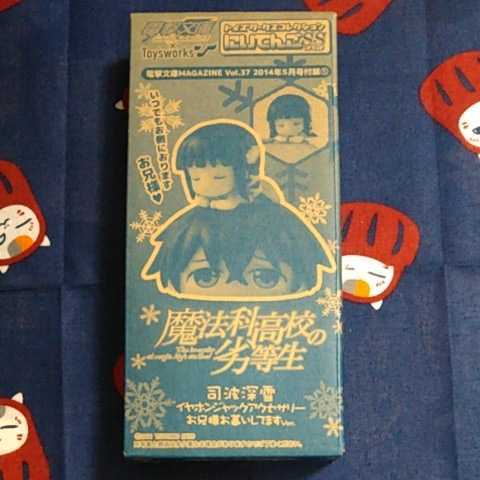 電撃文庫
Toysworks
トイズワークスコレクション
にいてんごSS
電撃文庫MAGAZINE Vol.37 2014年5月号付録①
いつでもお側におります
お兄様♥
魔法科高校の
劣等生
The irregular
at magic high school
司波深雪
イヤホンジャックアクセサリー
お兄様お慕いしてますVer.